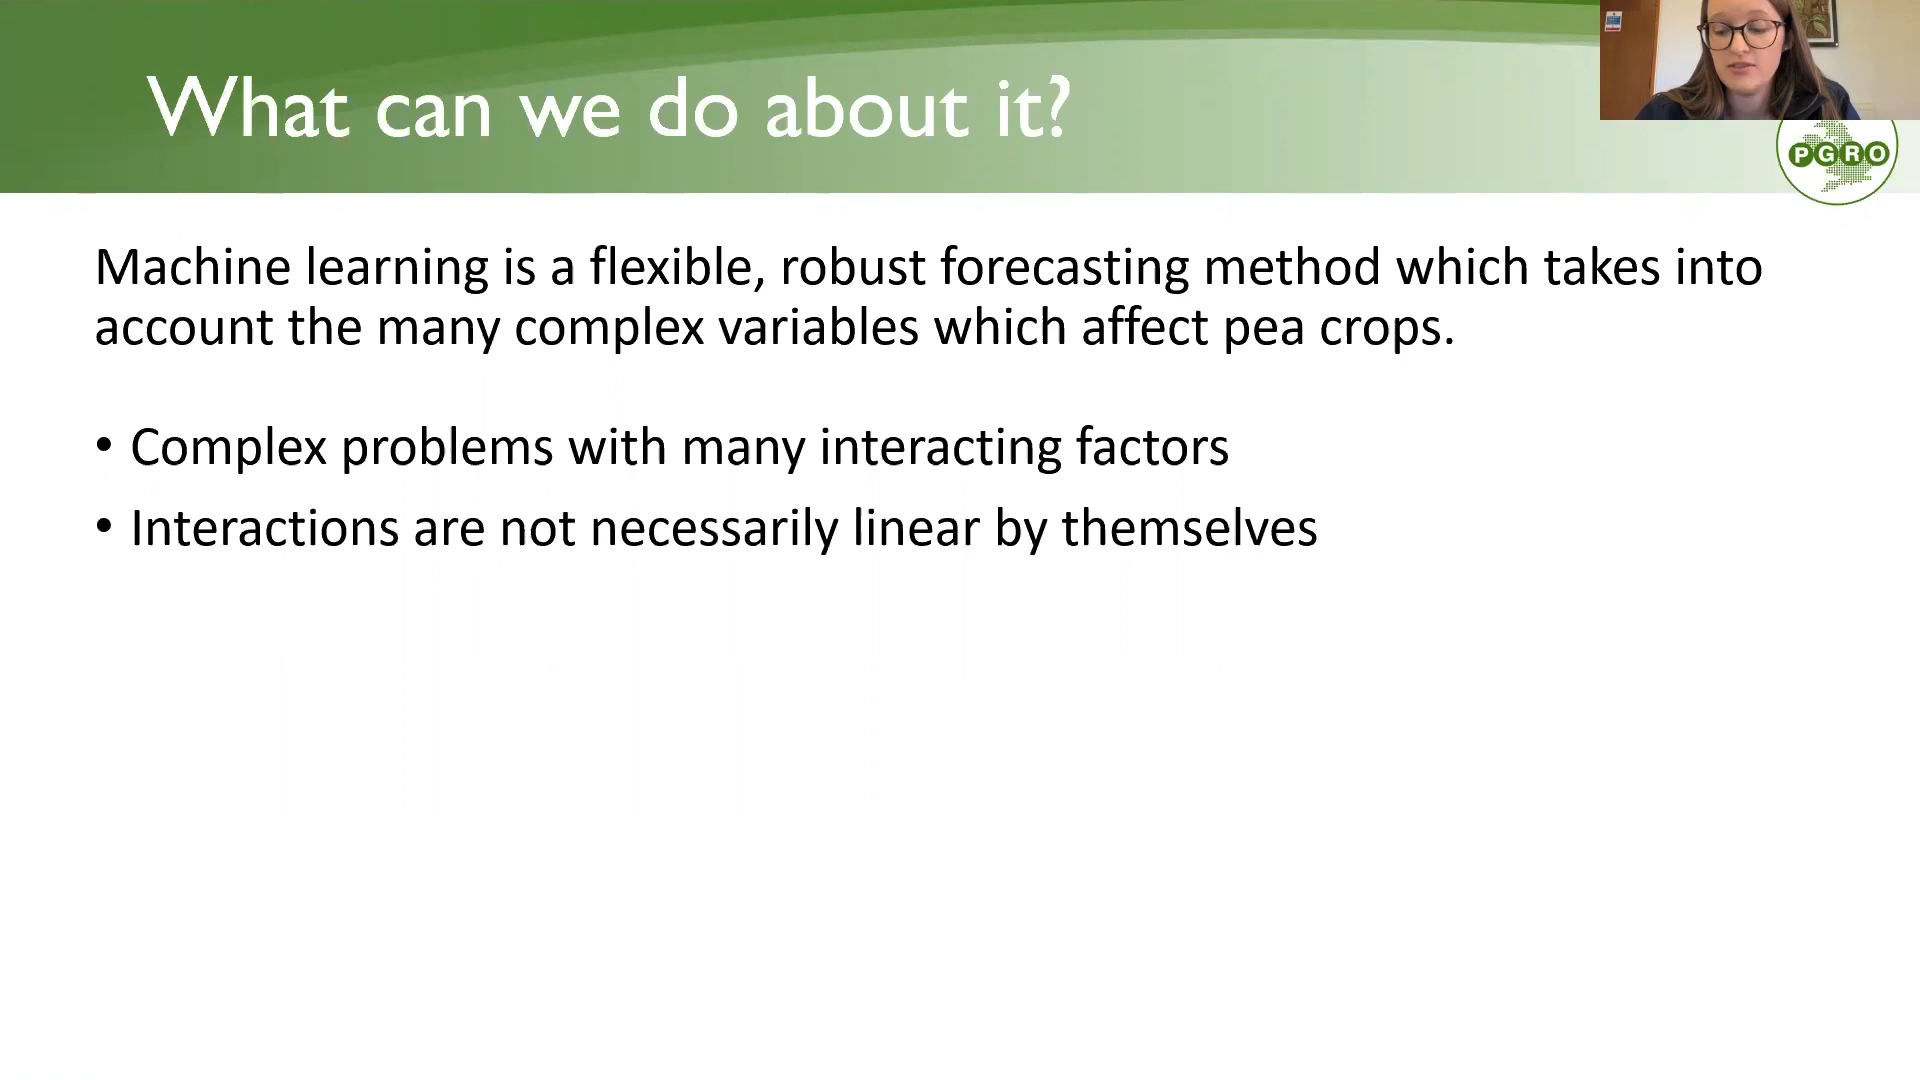 What can we do about it?
PGRO
Machine learning is a flexible, robust forecasting method which takes into
account the many complex variables which affect pea crops.
• Complex problems with many interacting factors
• Interactions are not necessarily linear by themselves